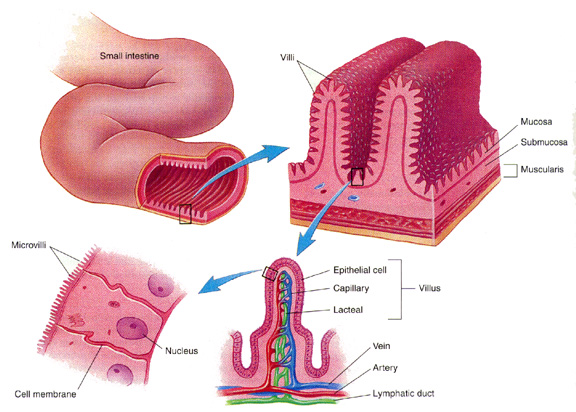 Small intestine
Villi
Mucosa
Submucosa
Muscularis
Microvilli
Nucleus
Cell membrane
Epithelial cell
Capillary
Lacteal
Villus
Vein
Artery
Lymphatic duct